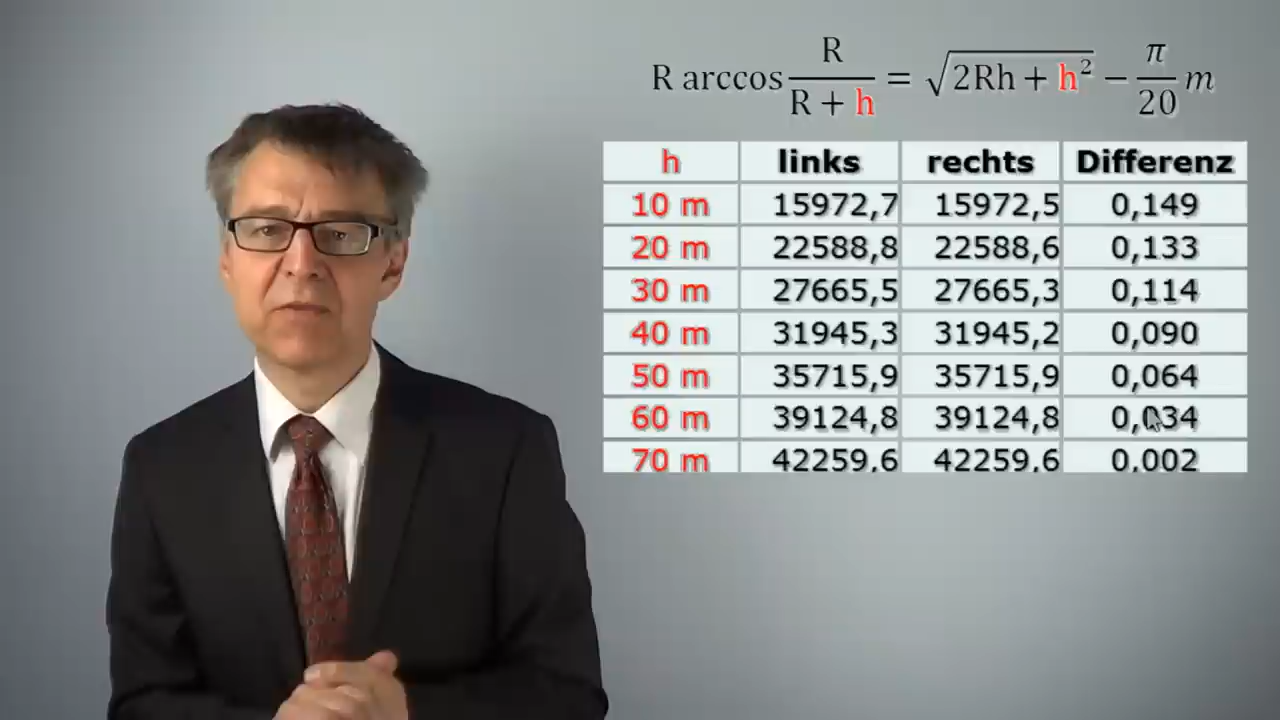 R arccos R/(R + h) = √(2Rh + h²) − π/20 m
h links rechts Differenz
10 m 15972,7 15972,5 0,149
20 m 22588,8 22588,6 0,133
30 m 27665,5 27665,3 0,114
40 m 31945,3 31945,2 0,090
50 m 35715,9 35715,9 0,064
60 m 39124,8 39124,8 0,034
70 m 42259,6 42259,6 0,002